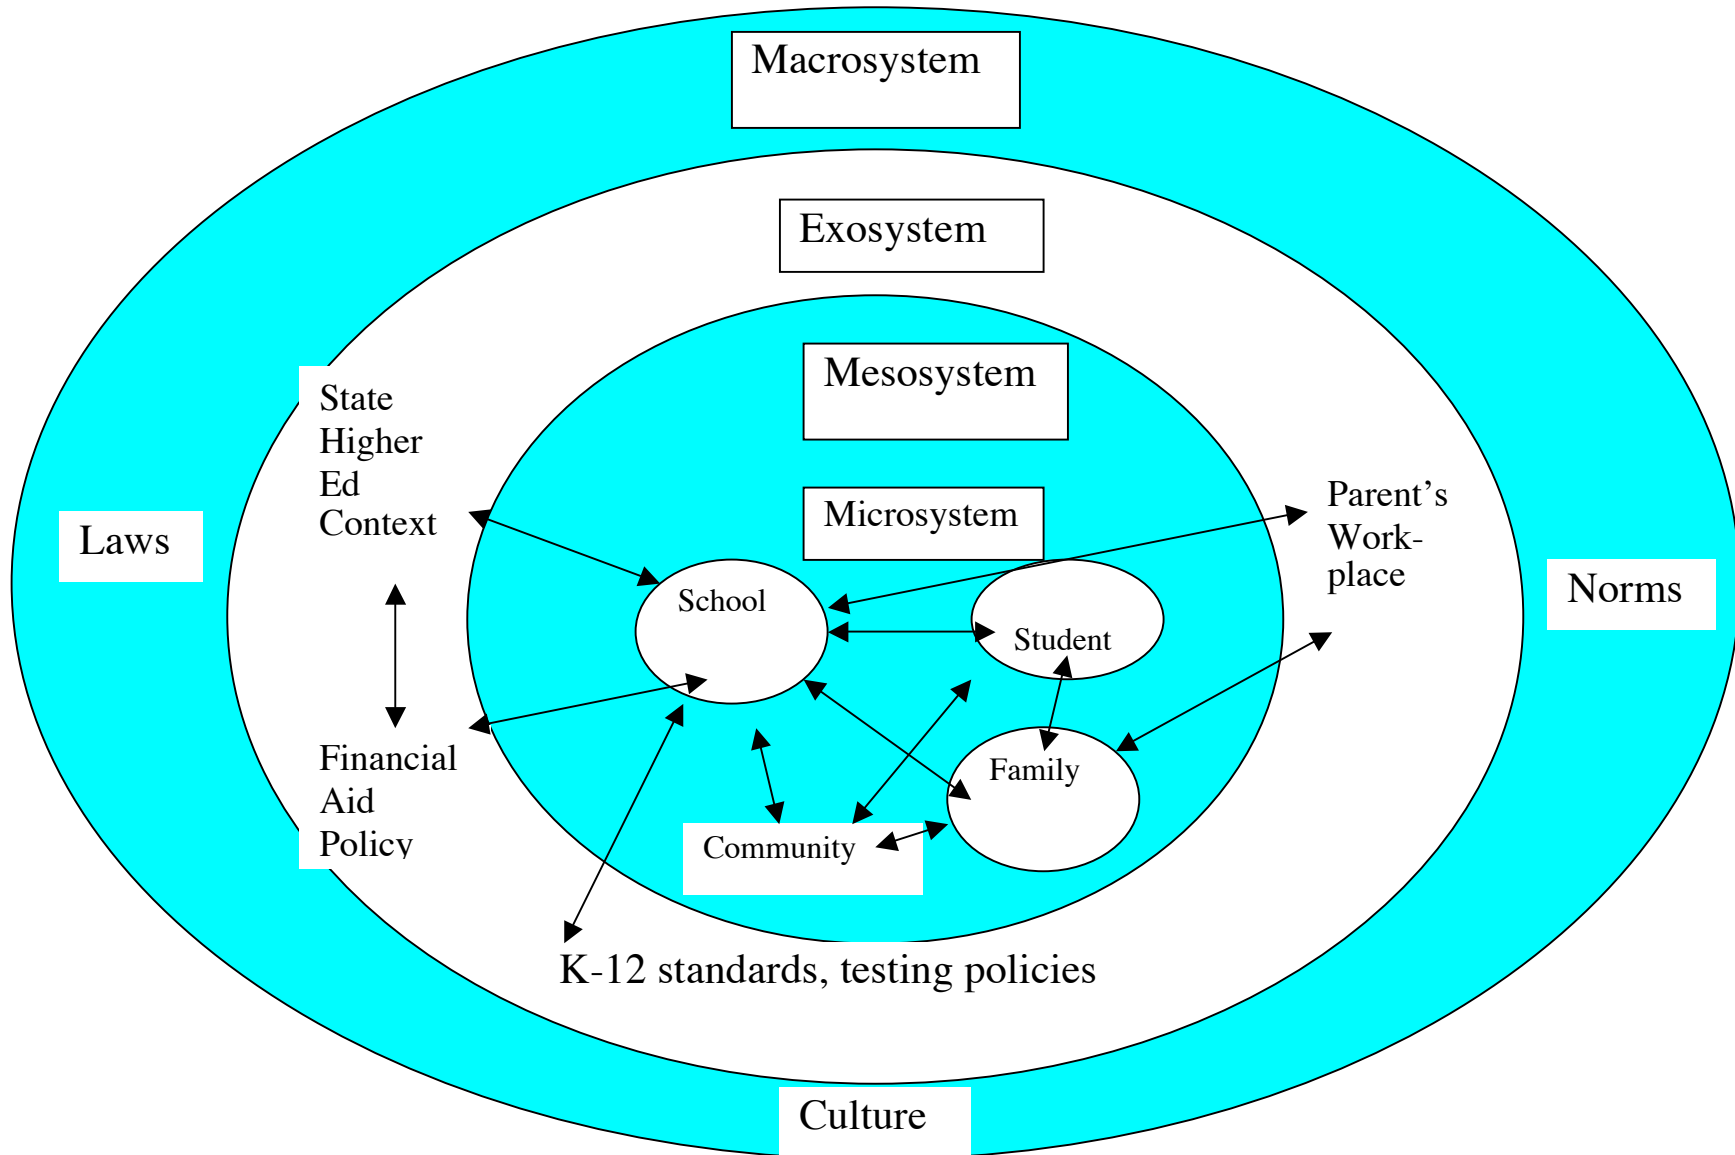 Macrosystem
Exosystem
Mesosystem
State
Higher
Ed
Context
Microsystem
Parent's
Work-
place
Laws
Norms
School
Student
Financial
Aid
Policy
Family
Community
K-12 standards, testing policies
Culture